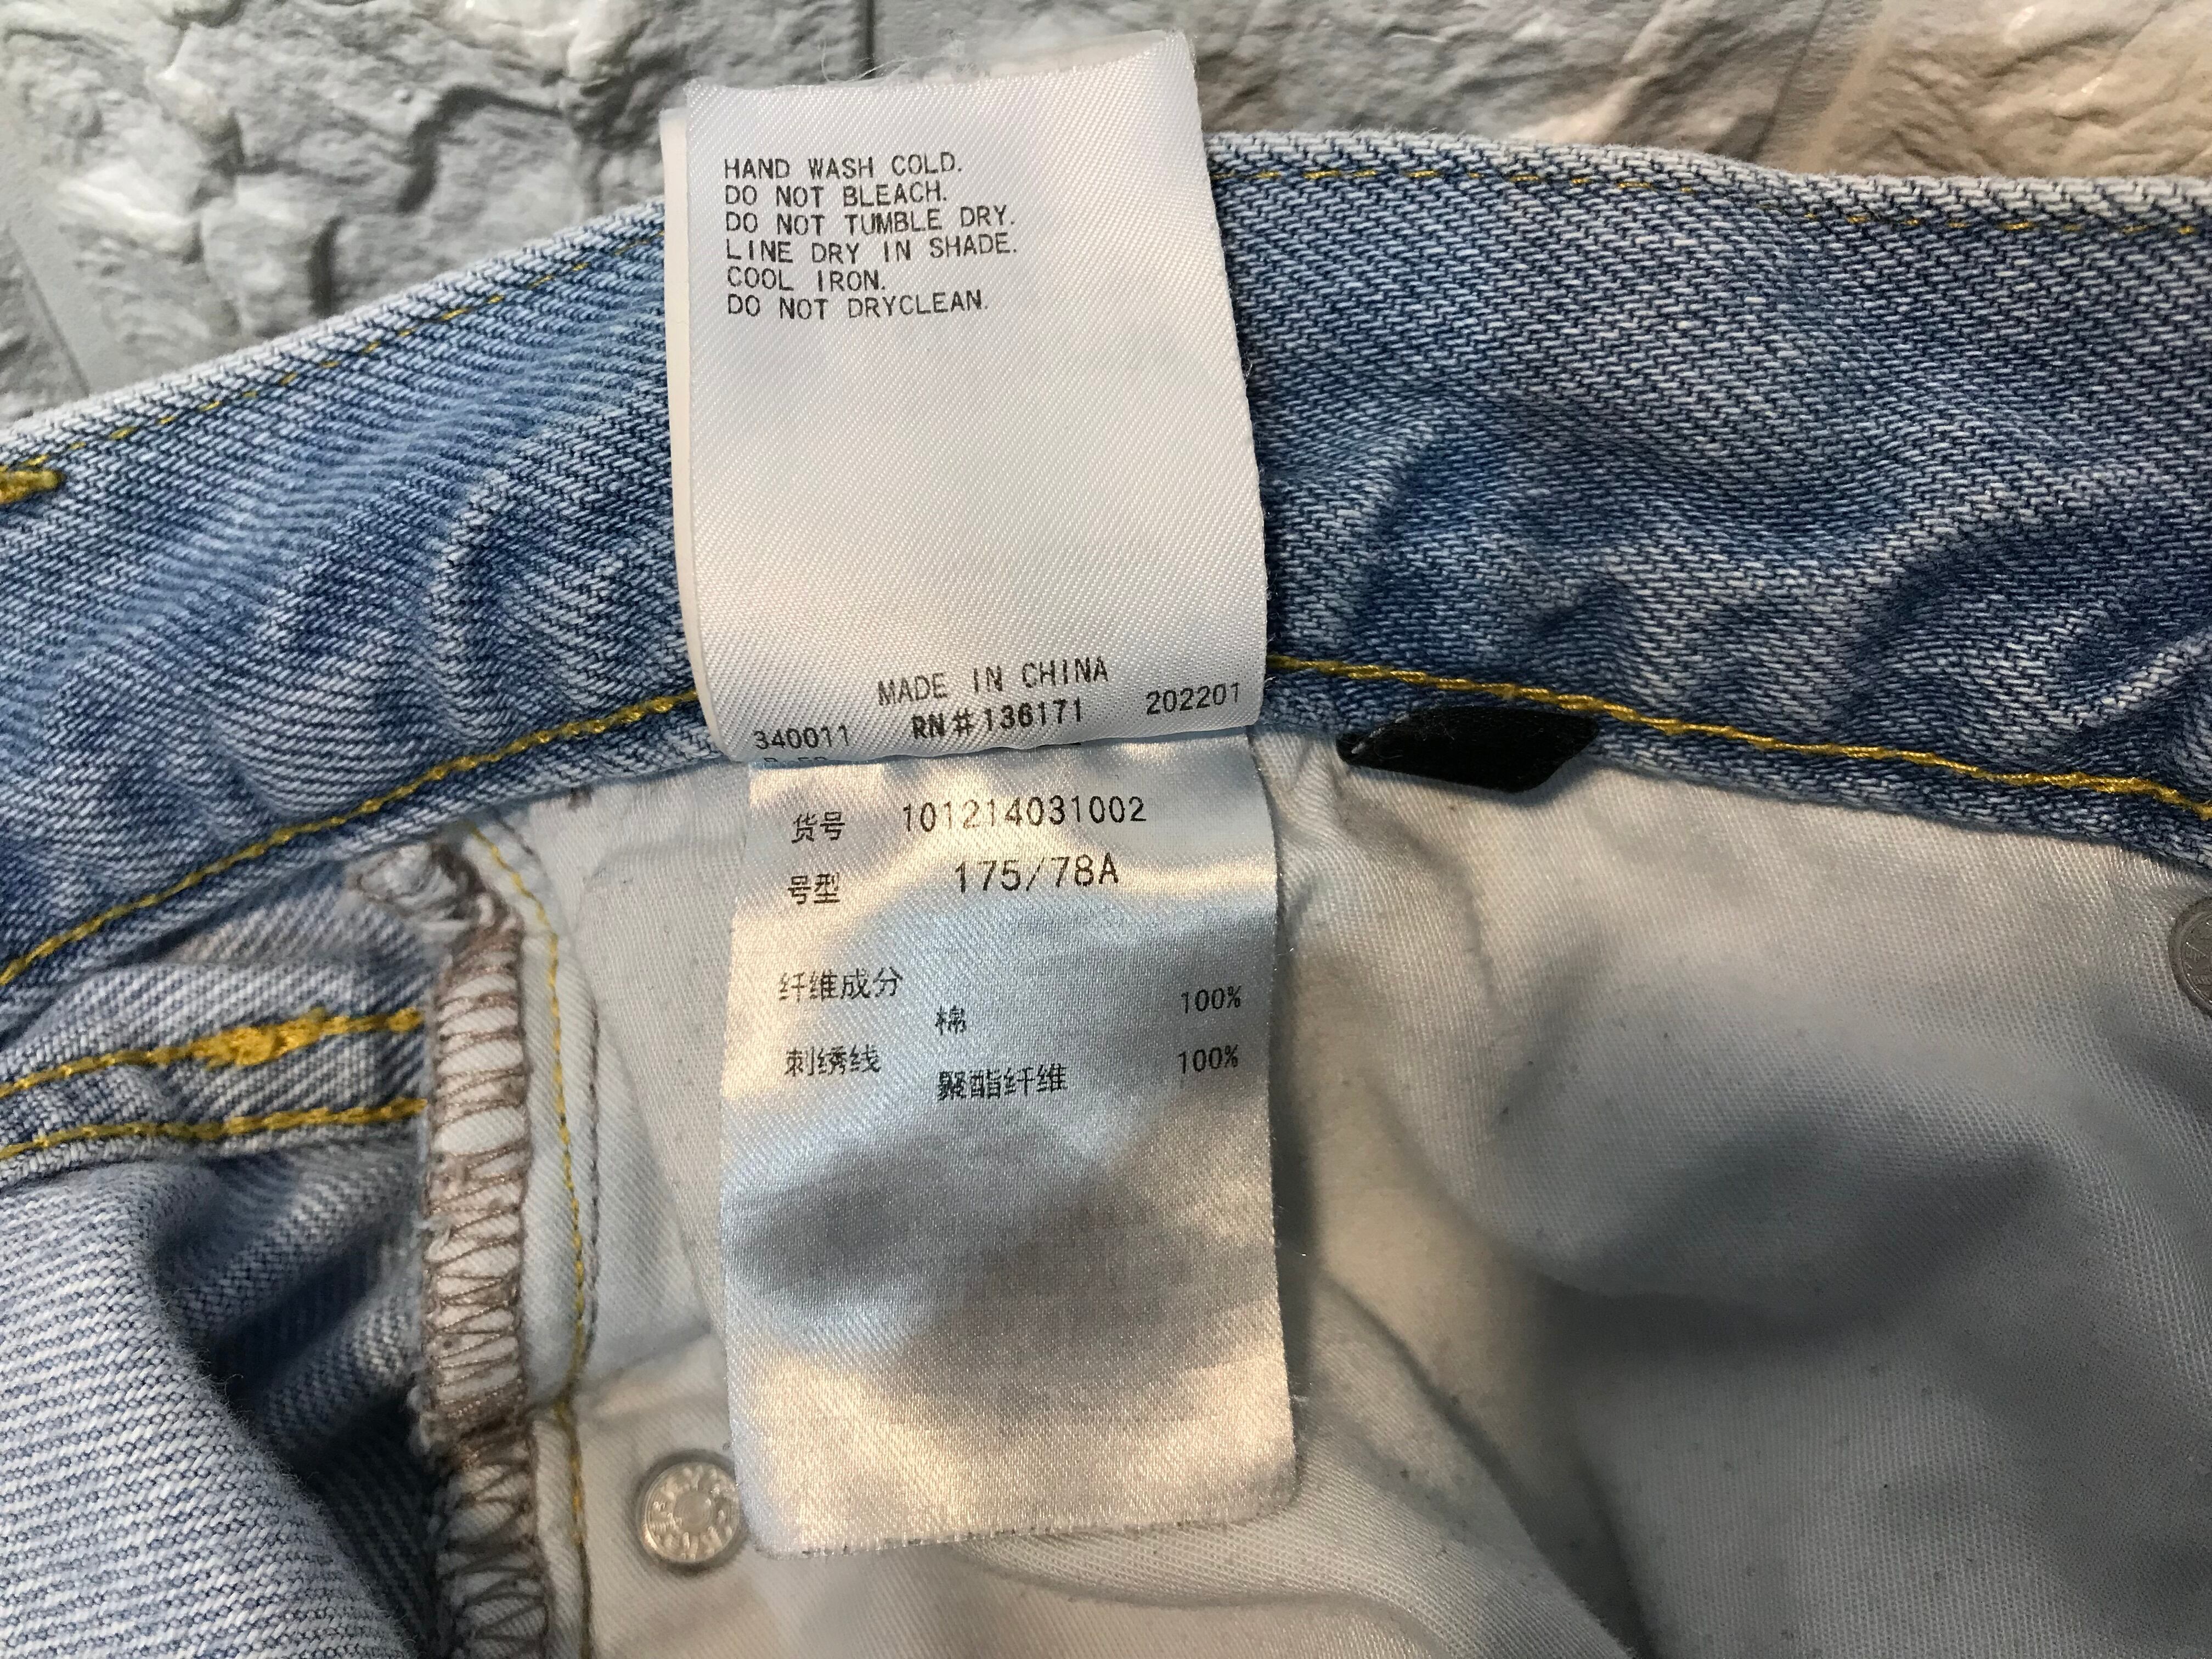 HAND WASH COLD.
DO NOT BLEACH.
DO NOT TUMBLE DRY.
LINE DRY IN SHADE.
COOL IRON.
DO NOT DRYCLEAN.
MADE IN CHINA
340011 RN#136171 202201
货号 101214031002
号型 175/78A
纤维成分
棉 100%
刺绣线
聚酯纤维 100%